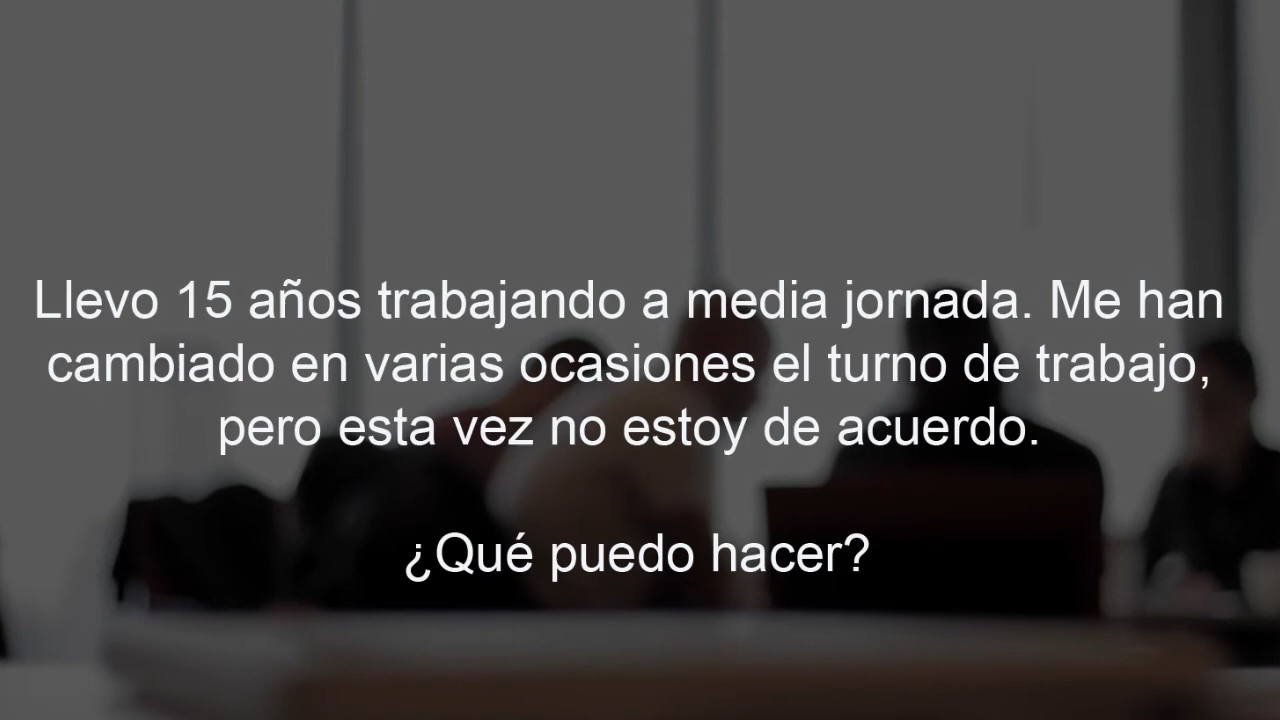 Llevo 15 años trabajando a media jornada. Me han
cambiado en varias ocasiones el turno de trabajo,
pero esta vez no estoy de acuerdo.
¿Qué puedo hacer?